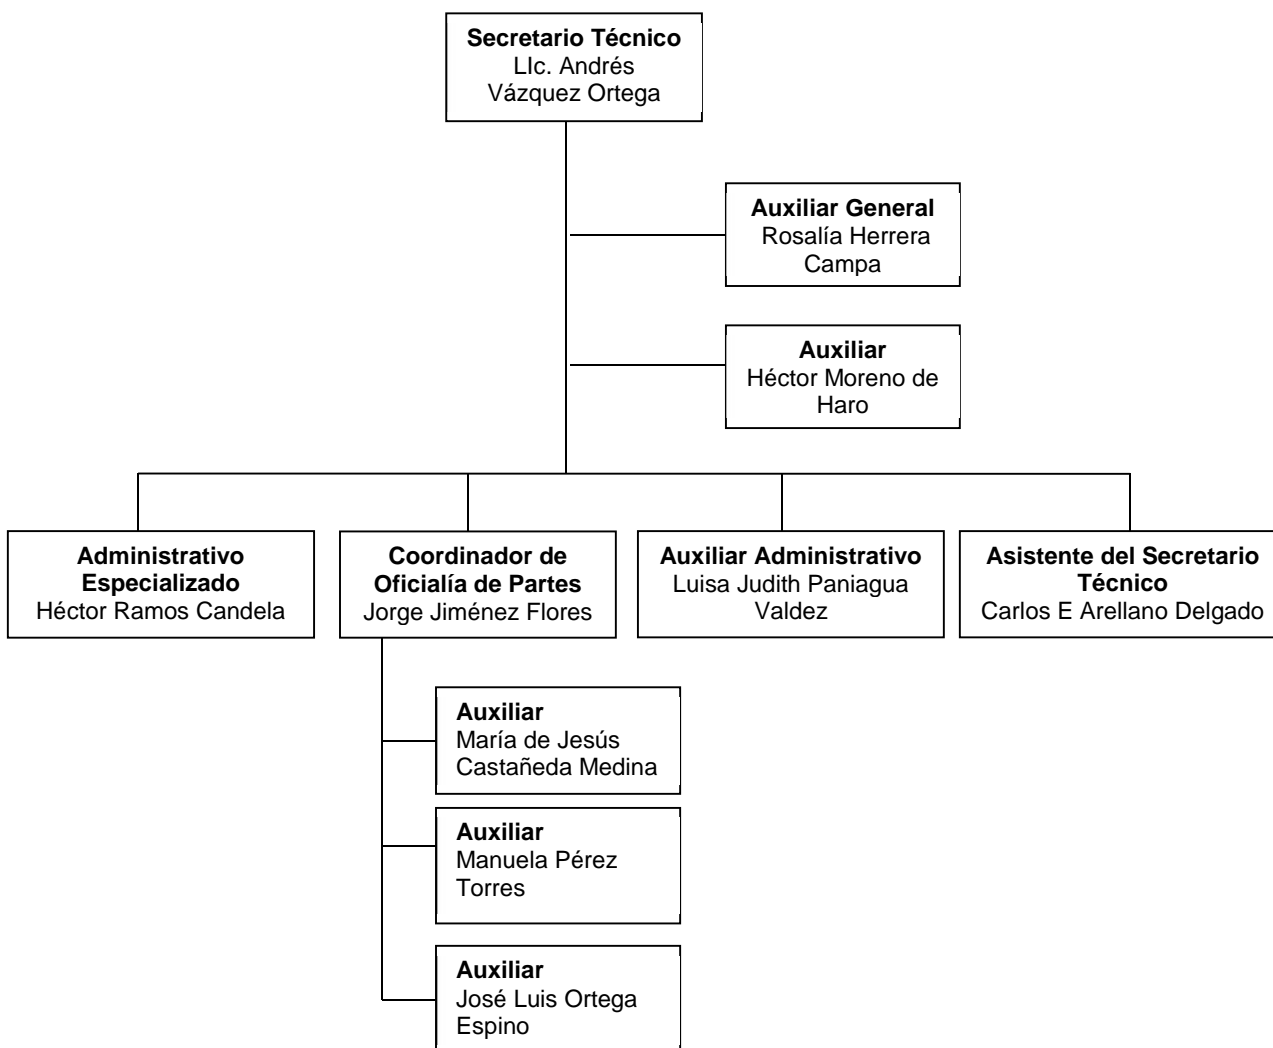 Secretario Técnico
LIc. Andrés
Vázquez Ortega
Auxiliar General
Rosalía Herrera
Campa
Auxiliar
Héctor Moreno de
Haro
Administrativo
Especializado
Héctor Ramos Candela
Coordinador de
Oficialía de Partes
Jorge Jiménez Flores
Auxiliar Administrativo
Luisa Judith Paniagua
Valdez
Asistente del Secretario
Técnico
Carlos E Arellano Delgado
Auxiliar
María de Jesús
Castañeda Medina
Auxiliar
Manuela Pérez
Torres
Auxiliar
José Luis Ortega
Espino